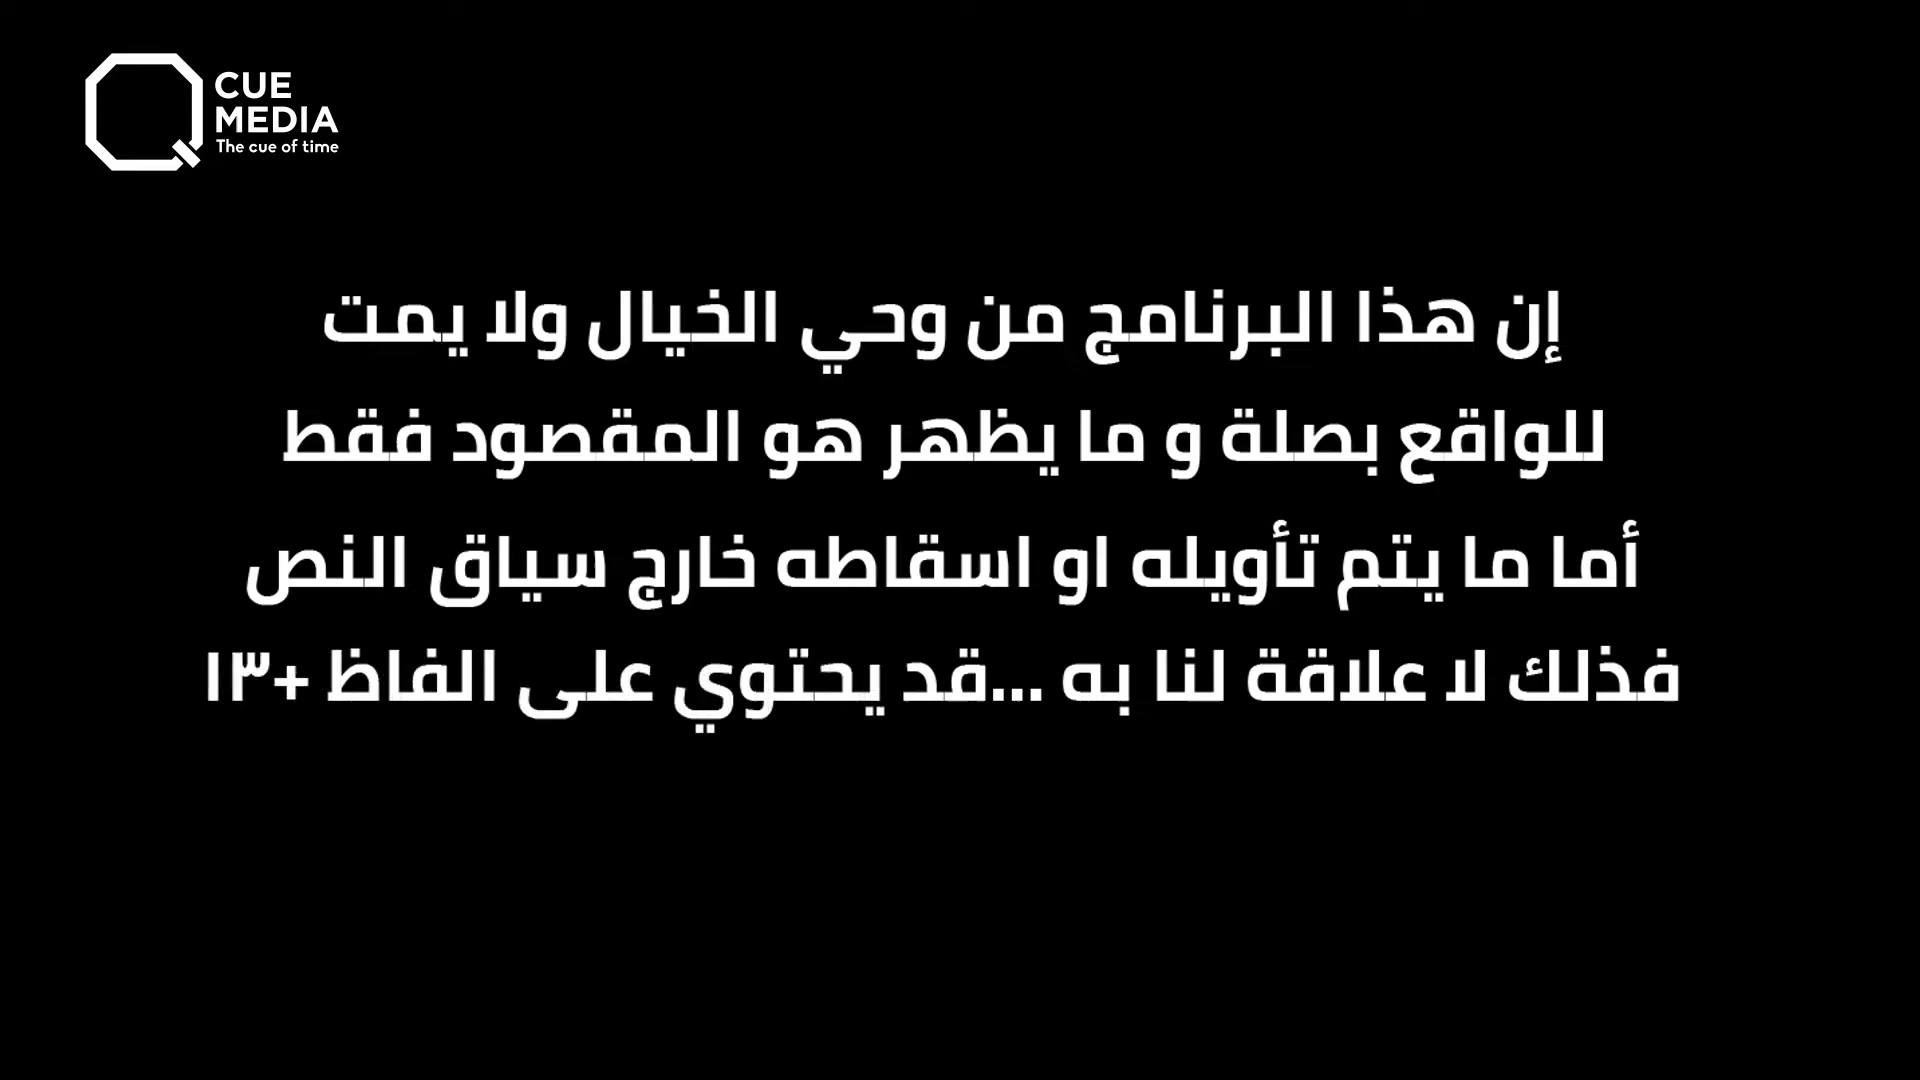 CUE
MEDIA
The cue of time
إن هذا البرنامج من وحي الخيال ولا يمت
للواقع بصلة و ما يظهر هو المقصود فقط
أما ما يتم تأويله او اسقاطه خارج سياق النص
فذلك لا علاقة لنا به ...قد يحتوي على الفاظ +١٣